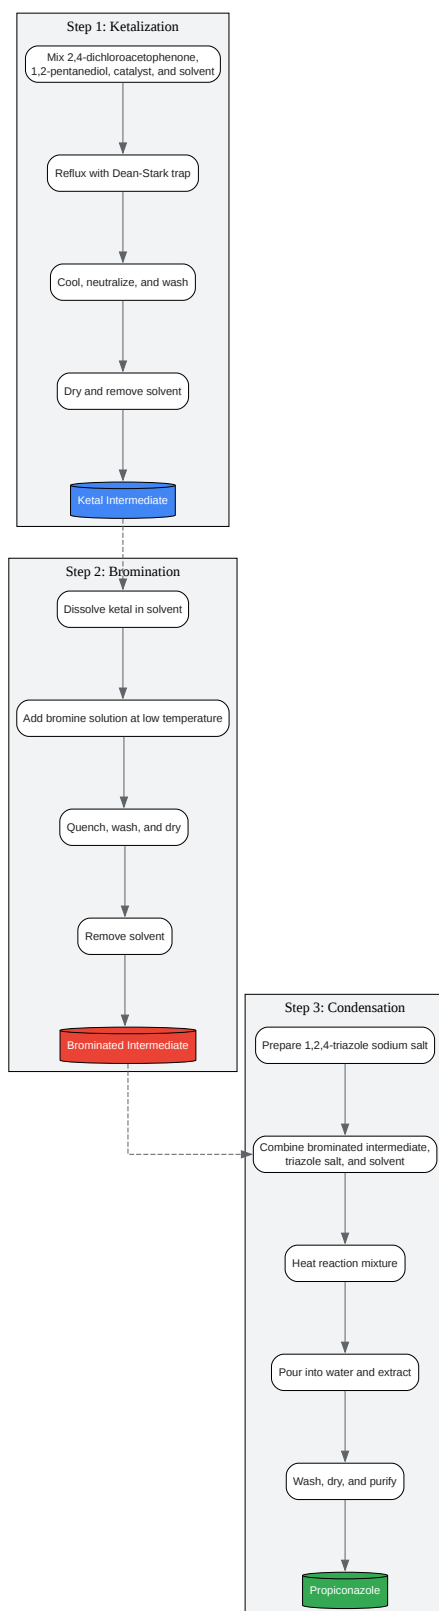 Step 1: Ketalization
Mix 2,4-dichloroacetophenone,
1,2-pentanediol, catalyst, and solvent
Reflux with Dean-Stark trap
Cool, neutralize, and wash
Dry and remove solvent
Ketal Intermediate
Step 2: Bromination
Dissolve ketal in solvent
Add bromine solution at low temperature
Quench, wash, and dry
Remove solvent
Brominated Intermediate
Step 3: Condensation
Prepare 1,2,4-triazole sodium salt
Combine brominated intermediate,
triazole salt, and solvent
Heat reaction mixture
Pour into water and extract
Wash, dry, and purify
Propiconazole